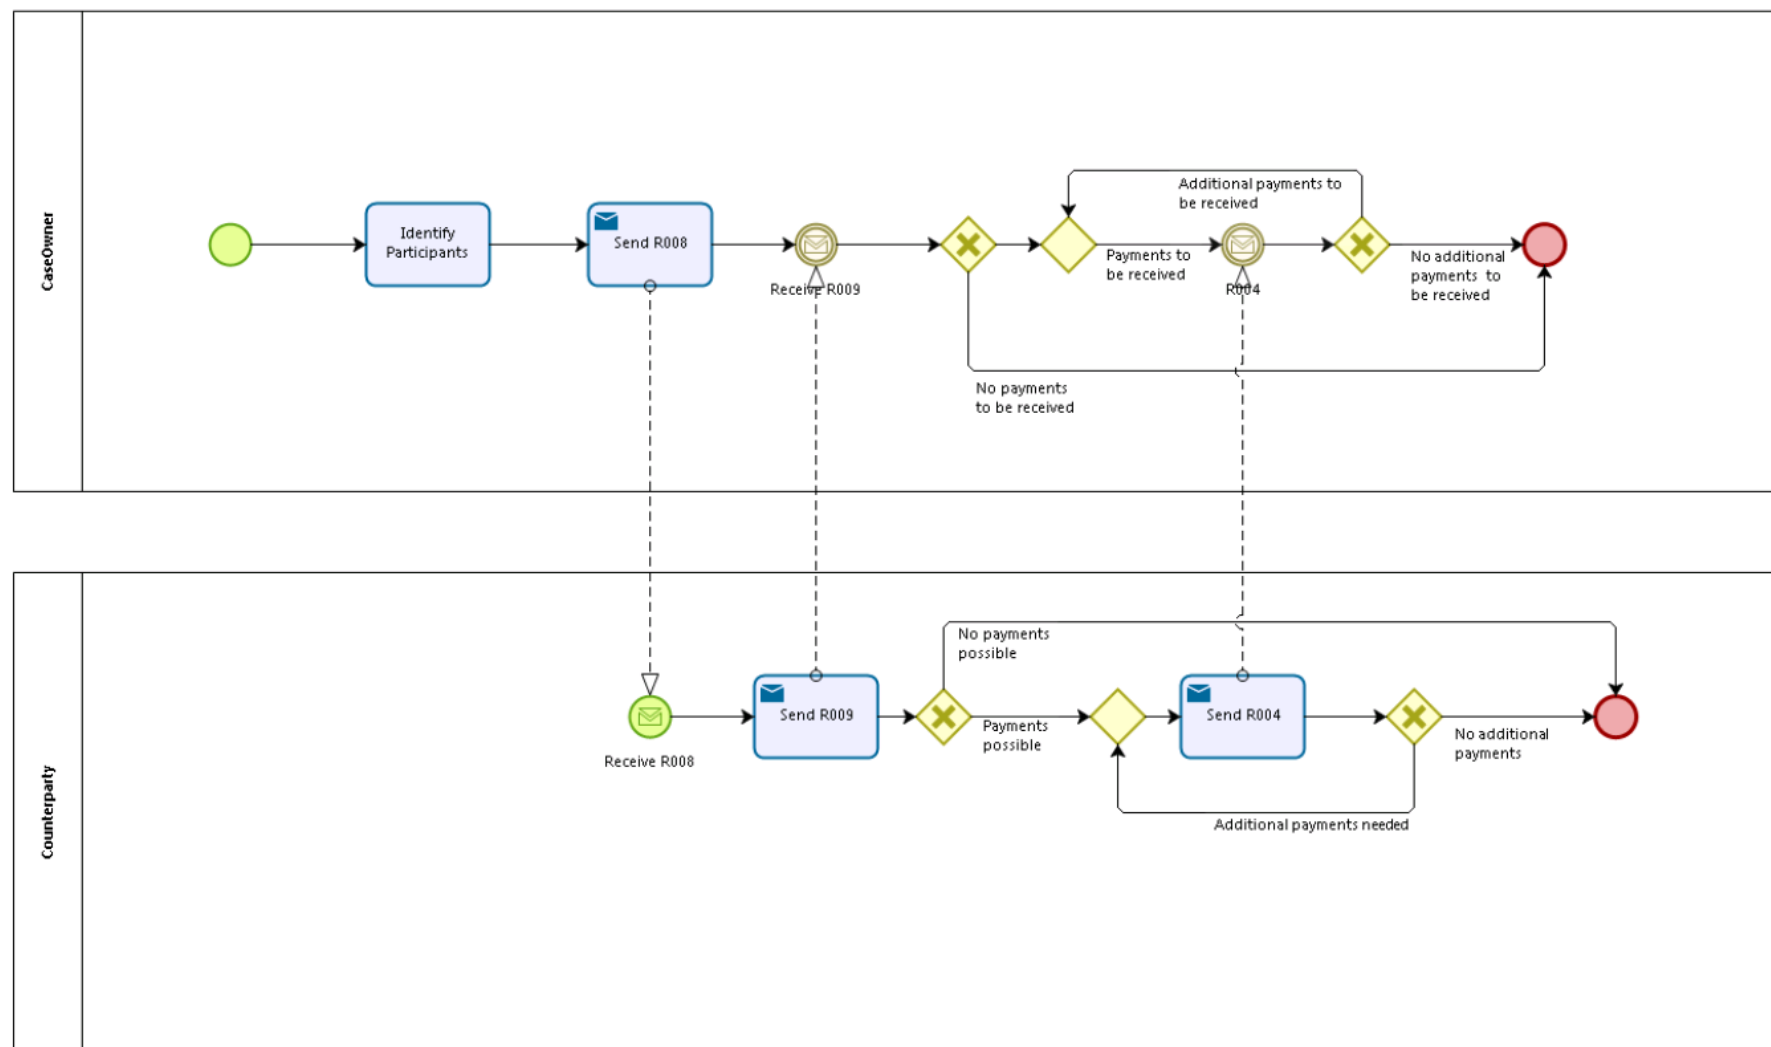 CaseOwner
Identify
Participants
Send R008
Receive R009
Additional payments to
be received
Payments to
be received
R004
No additional
payments to
be received
No payments
to be received
Counterparty
Receive R008
Send R009
No payments
possible
Payments
possible
Send R004
No additional
payments
Additional payments needed